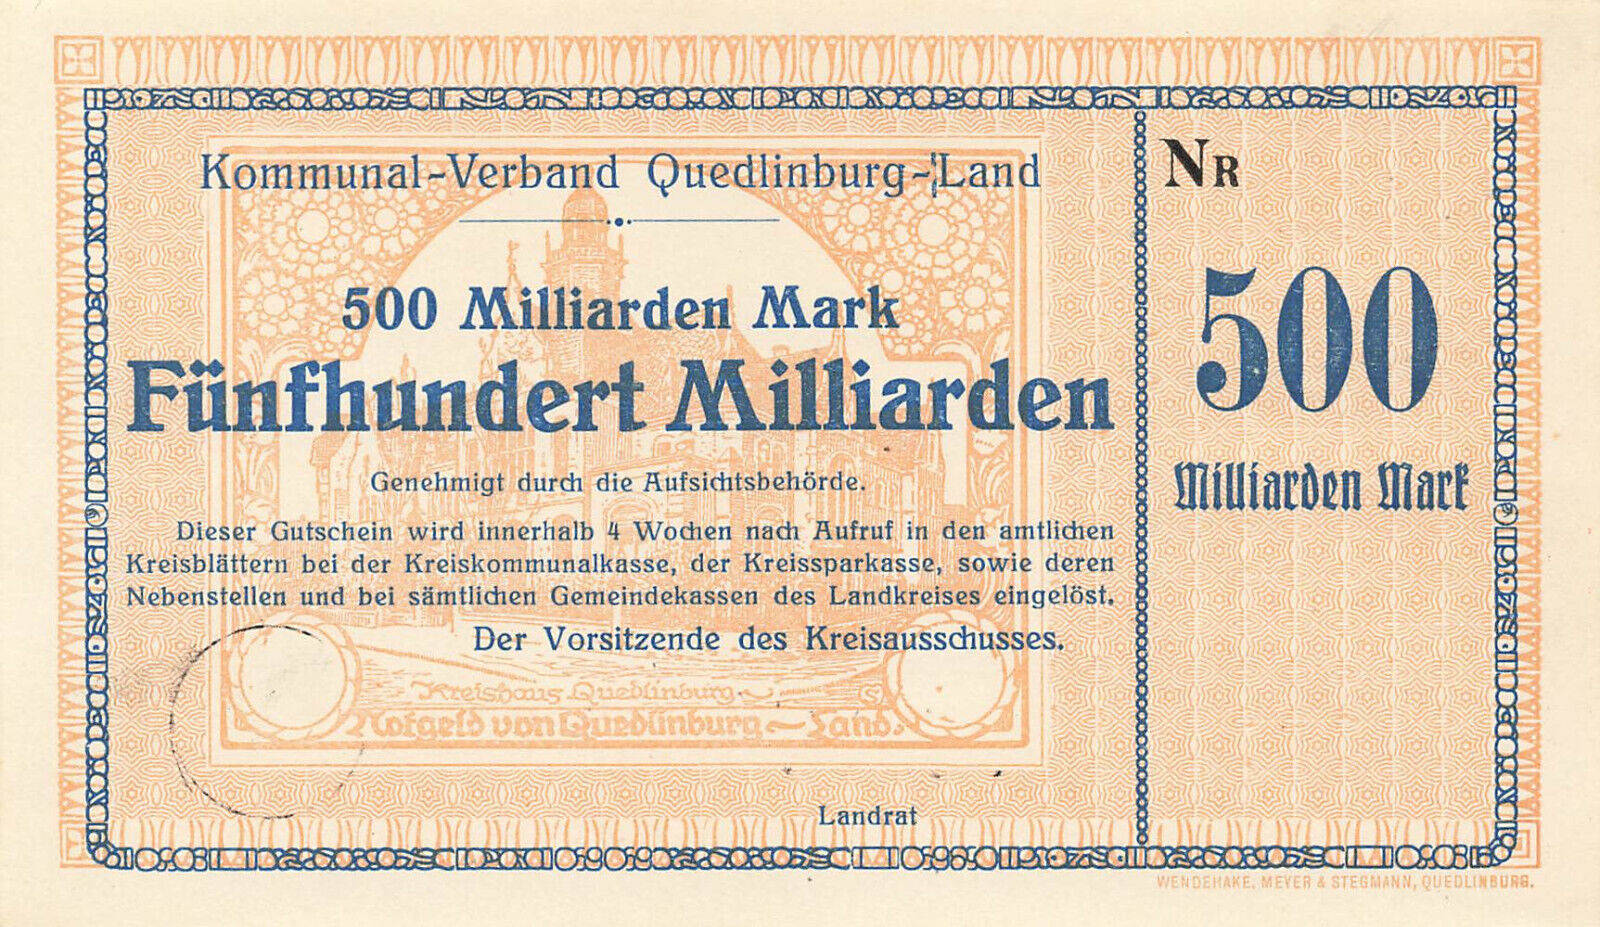 Kommunal-Verband Quedlinburg-Land
500 Milliarden Mark
Fünfhundert Milliarden
Genehmigt durch die Aufsichtsbehörde.
Dieser Gutschein wird innerhalb 4 Wochen nach Aufruf in den amtlichen
Kreisblättern bei der Kreiskommunalkasse, der Kreissparkasse, sowie deren
Nebenstellen und bei sämtlichen Gemeindekassen des Landkreises eingelöst.
Der Vorsitzende des Kreisausschusses.
Kreishaus Quedlinburg
Notgeld von Quedlinburg-Land.
Landrat
NR
500
Milliarden Mark
WENDEHAKE, MEYER & STEGMANN, QUEDLINBURG.